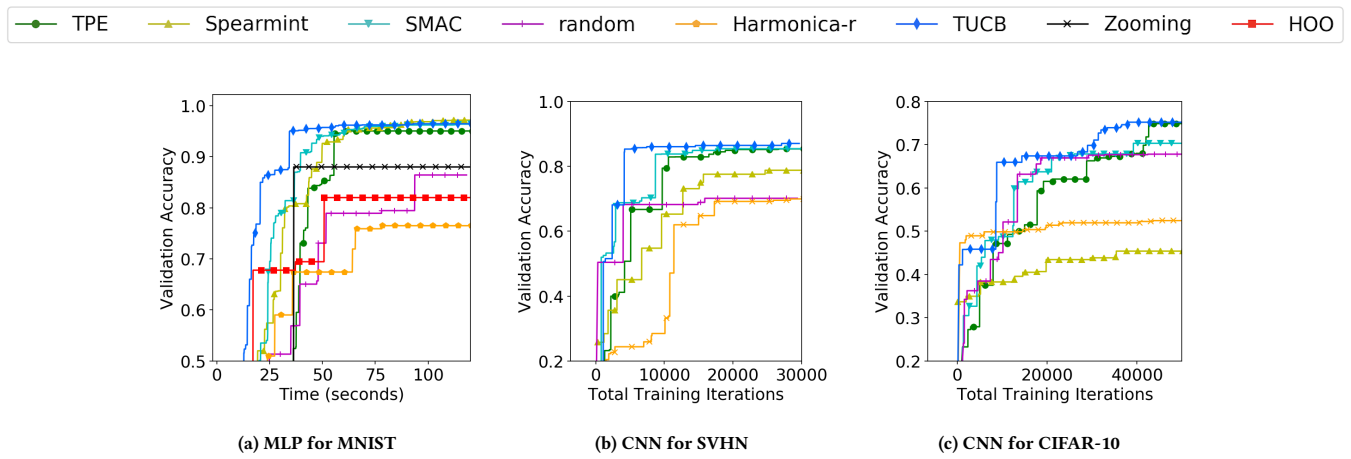 TPE Spearmint SMAC random Harmonica-r TUCB Zooming HOO
1.0
0.9
0.8
0.7
0.6
0.5
Validation Accuracy
0 25 50 75 100
Time (seconds)
(a) MLP for MNIST
1.0
0.8
0.6
0.4
0.2
Validation Accuracy
0 10000 20000 30000
Total Training Iterations
(b) CNN for SVHN
0.8
0.7
0.6
0.5
0.4
0.3
0.2
Validation Accuracy
0 20000 40000
Total Training Iterations
(c) CNN for CIFAR-10